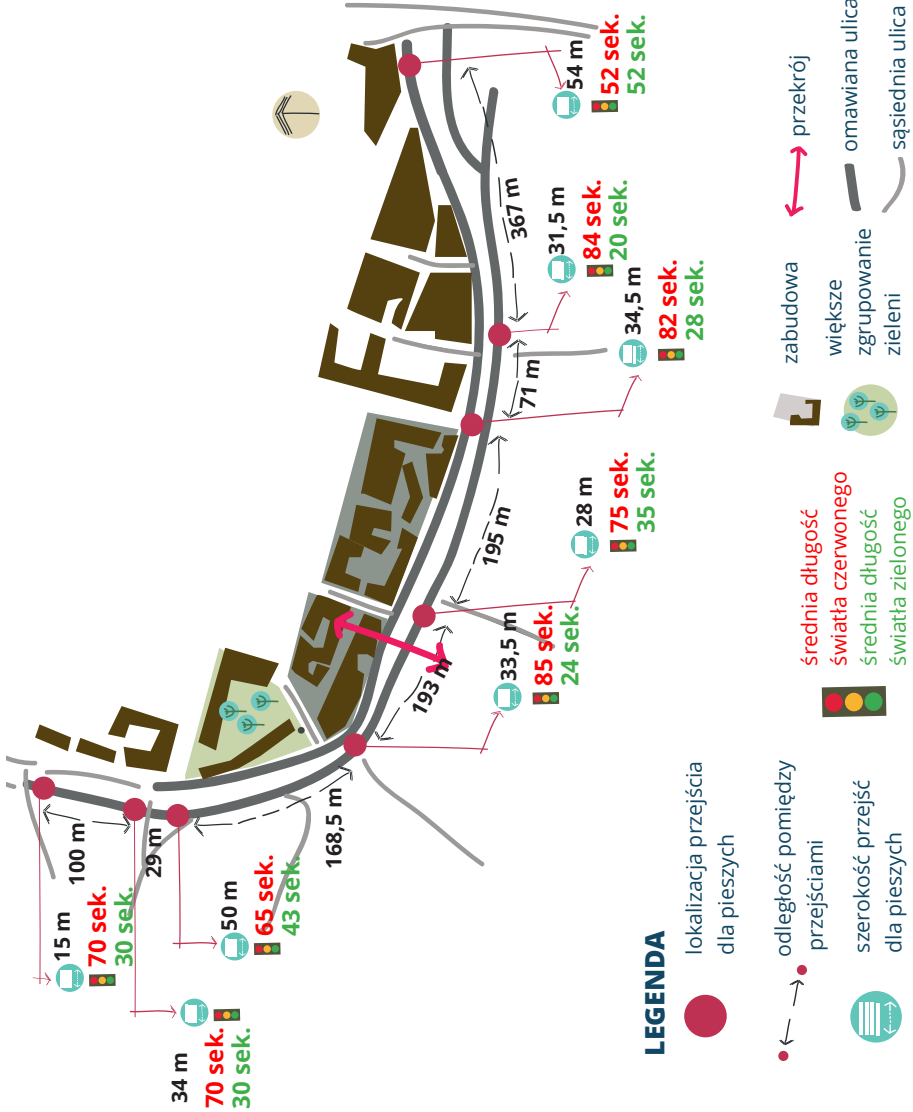 15 m
70 sek.
30 sek.
34 m
70 sek.
30 sek.
50 m
65 sek.
43 sek.
33,5 m
85 sek.
24 sek.
28 m
75 sek.
35 sek.
34,5 m
82 sek.
28 sek.
31,5 m
84 sek.
20 sek.
54 m
52 sek.
52 sek.
100 m
29 m
168,5 m
193 m
195 m
71 m
367 m
LEGENDA
lokalizacja przejścia
dla pieszych
odległość pomiędzy
przejściami
szerokość przejść
dla pieszych
średnia długość
światła czerwonego
średnia długość
światła zielonego
zabudowa
większe
zgrupowanie
zieleni
przekrój
omawiana ulica
sąsiednia ulica